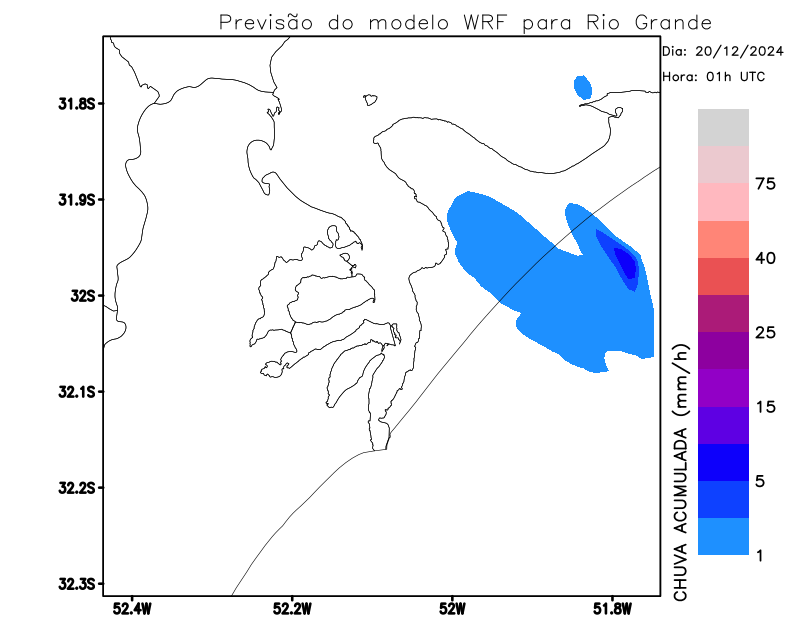 Previsão do modelo WRF para Rio Grande
Dia: 20/12/2024
Hora: 01h UTC
31.8S
31.9S
32S
32.1S
32.2S
32.3S
52.4W
52.2W
52W
51.8W
75
40
25
15
5
1
CHUVA ACUMULADA (mm/h)